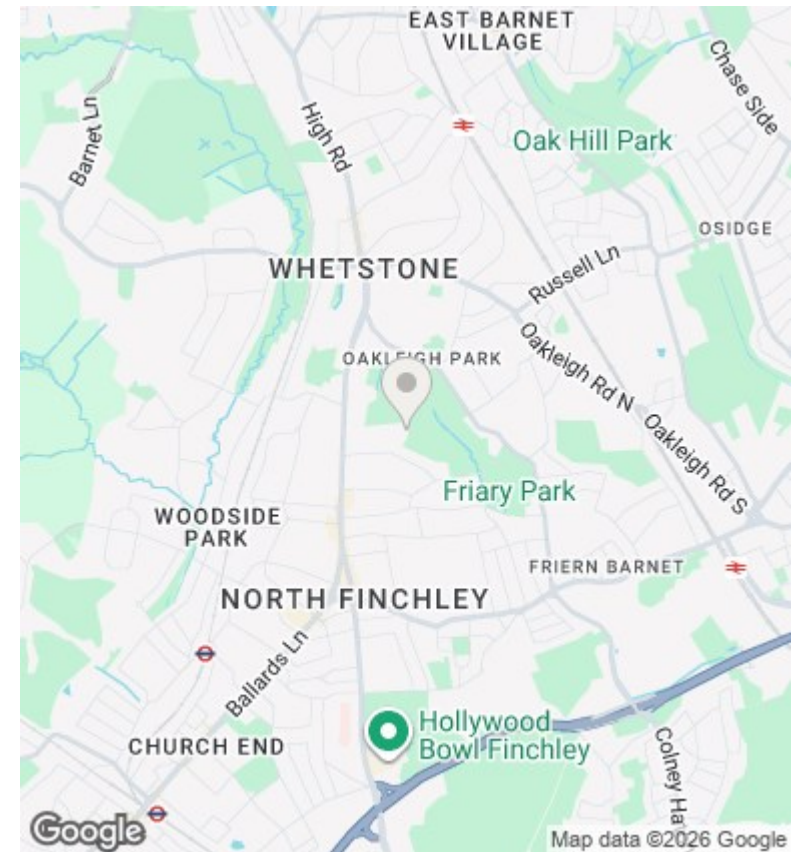 EAST BARNET
VILLAGE
Chase Side
High Rd
Barnet Ln
Oak Hill Park
OSIDGE
WHETSTONE
Russell Ln
OAKLEIGH PARK
Oakleigh Rd N
Oakleigh Rd S
Friary Park
WOODSIDE
PARK
FRIERN BARNET
NORTH FINCHLEY
Ballards Ln
Hollywood
Bowl Finchley
CHURCH END
Colney Ha
Google
Map data ©2026 Google